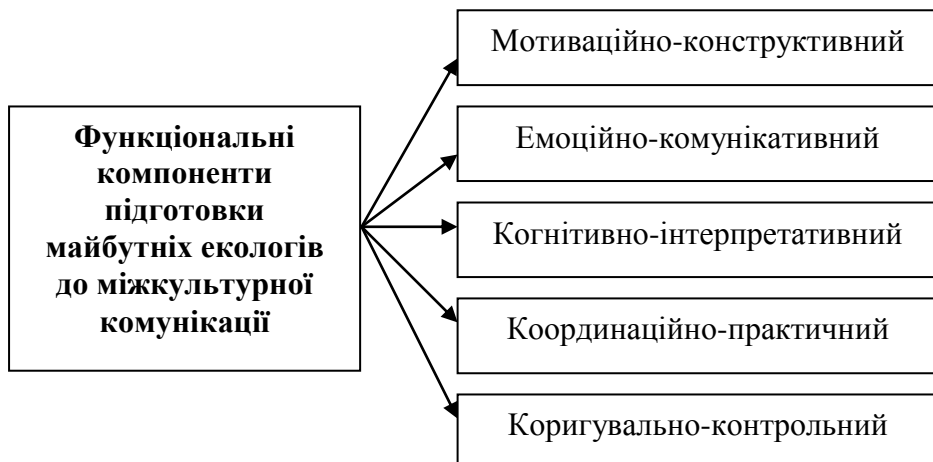 Функціональні
компоненти
підготовки
майбутніх екологів
до міжкультурної
комунікації
Мотиваційно-конструктивний
Емоційно-комунікативний
Когнітивно-інтерпретативний
Координаційно-практичний
Коригувально-контрольний